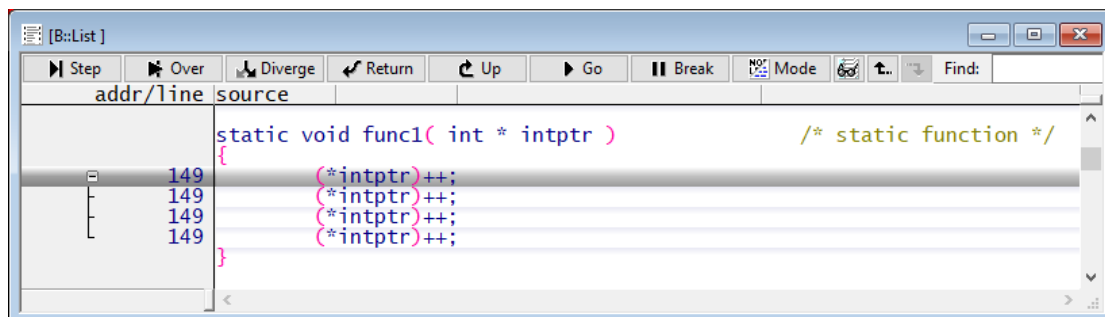 [B::List ]
Step Over Diverge Return Up Go Break Mode t.. Find:
addr/line source
static void func1( int * intptr ) /* static function */
{
149 (*intptr)++;
149 (*intptr)++;
149 (*intptr)++;
149 (*intptr)++;
}